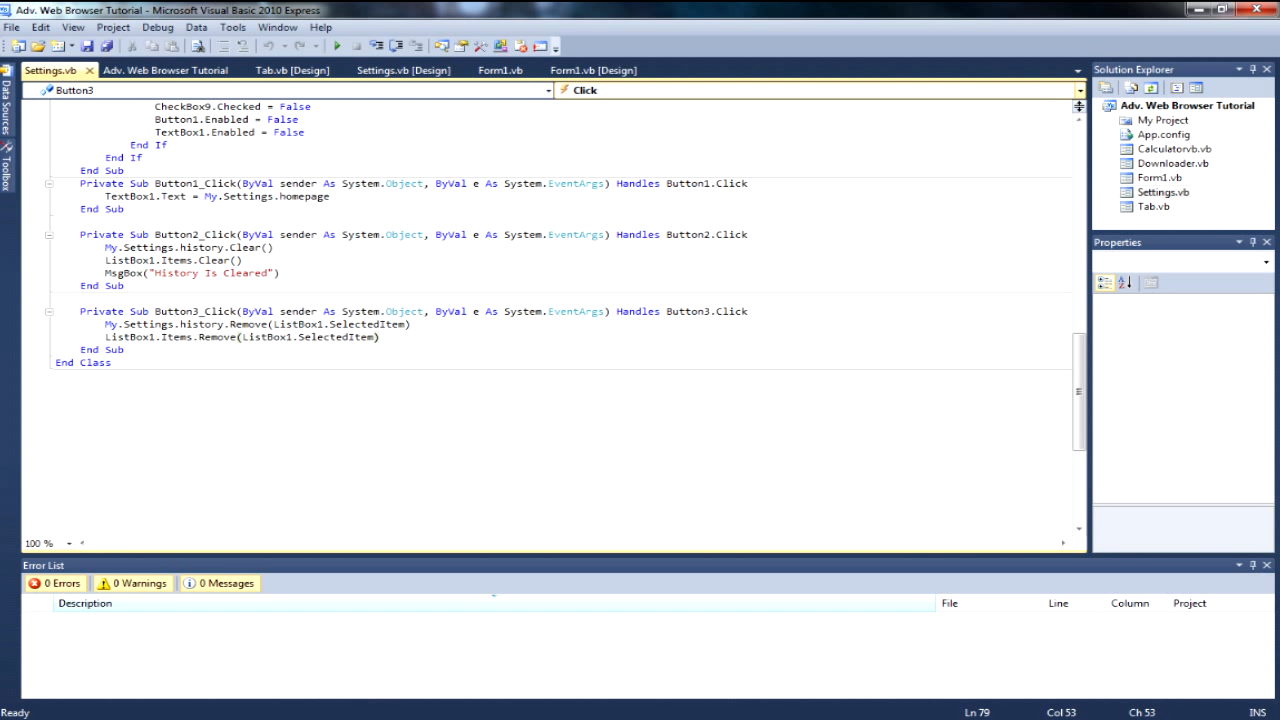 Adv. Web Browser Tutorial - Microsoft Visual Basic 2010 Express
File Edit View Project Debug Data Tools Window Help
Settings.vb Adv. Web Browser Tutorial Tab.vb [Design] Settings.vb [Design] Form1.vb Form1.vb [Design]
Button3 Click
Data Sources
Toolbox
CheckBox9.Checked = False
Button1.Enabled = False
TextBox1.Enabled = False
End If
End If
End Sub
Private Sub Button1_Click(ByVal sender As System.Object, ByVal e As System.EventArgs) Handles Button1.Click
TextBox1.Text = My.Settings.homepage
End Sub
Private Sub Button2_Click(ByVal sender As System.Object, ByVal e As System.EventArgs) Handles Button2.Click
My.Settings.history.Clear()
ListBox1.Items.Clear()
MsgBox("History Is Cleared")
End Sub
Private Sub Button3_Click(ByVal sender As System.Object, ByVal e As System.EventArgs) Handles Button3.Click
My.Settings.history.Remove(ListBox1.SelectedItem)
ListBox1.Items.Remove(ListBox1.SelectedItem)
End Sub
End Class
100 %
Solution Explorer
Adv. Web Browser Tutorial
My Project
App.config
Calculatorvb.vb
Downloader.vb
Form1.vb
Settings.vb
Tab.vb
Properties
Error List
0 Errors 0 Warnings 0 Messages
Description File Line Column Project
Ready Ln 79 Col 53 Ch 53 INS